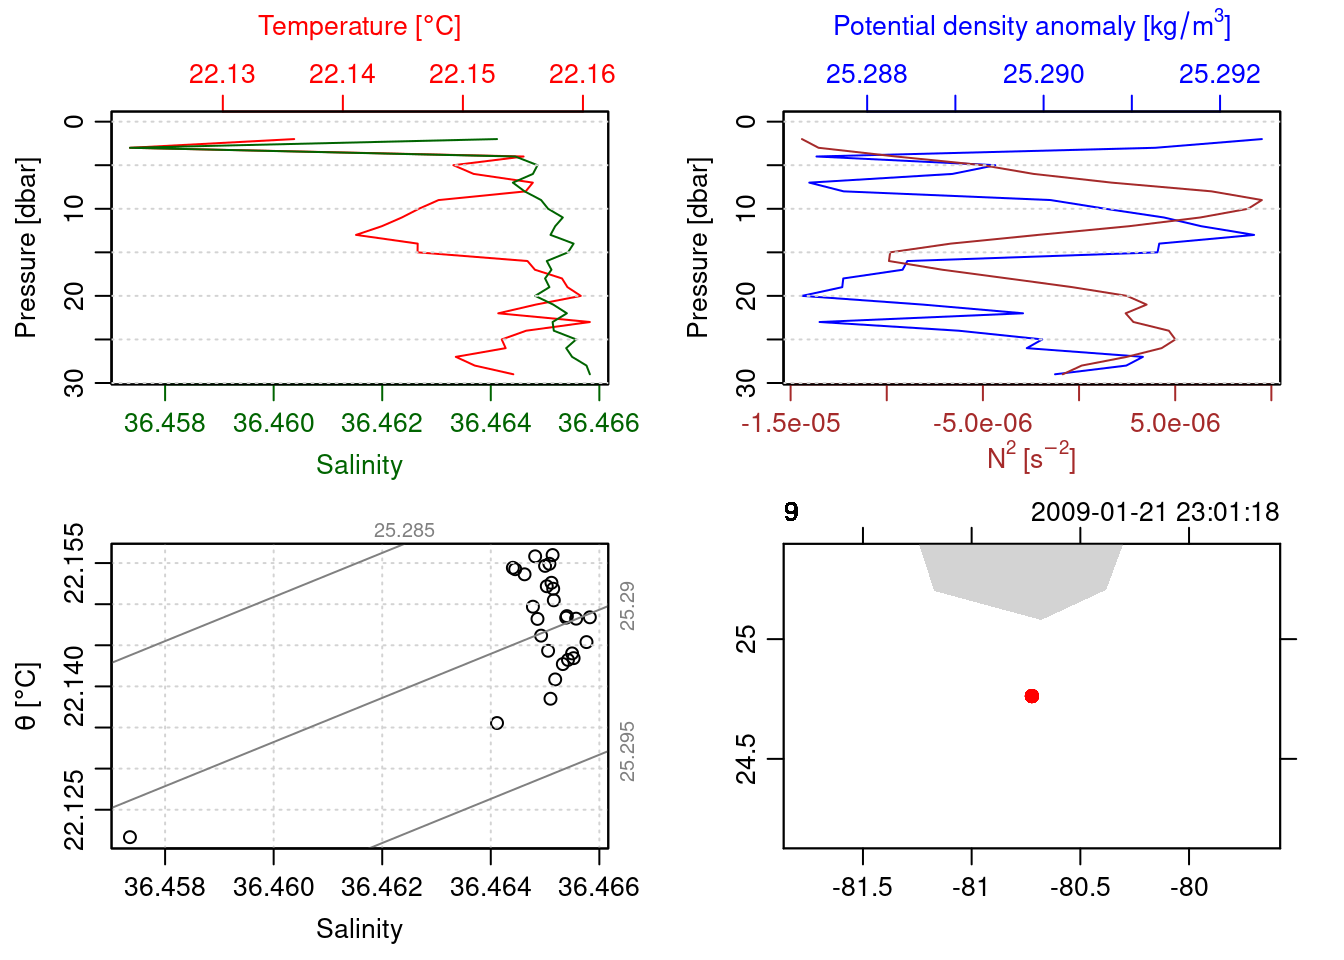 Temperature [°C]
22.13 22.14 22.15 22.16
0
10
20
30
Pressure [dbar]
36.458 36.460 36.462 36.464 36.466
Salinity
Potential density anomaly [kg/m³]
25.288 25.290 25.292
0
10
20
30
Pressure [dbar]
-1.5e-05 -5.0e-06 5.0e-06
N² [s⁻²]
25.285
25.29
25.295
22.155
22.140
22.125
θ [°C]
36.458 36.460 36.462 36.464 36.466
Salinity
2009-01-21 23:01:18
25
24.5
-81.5 -81 -80.5 -80